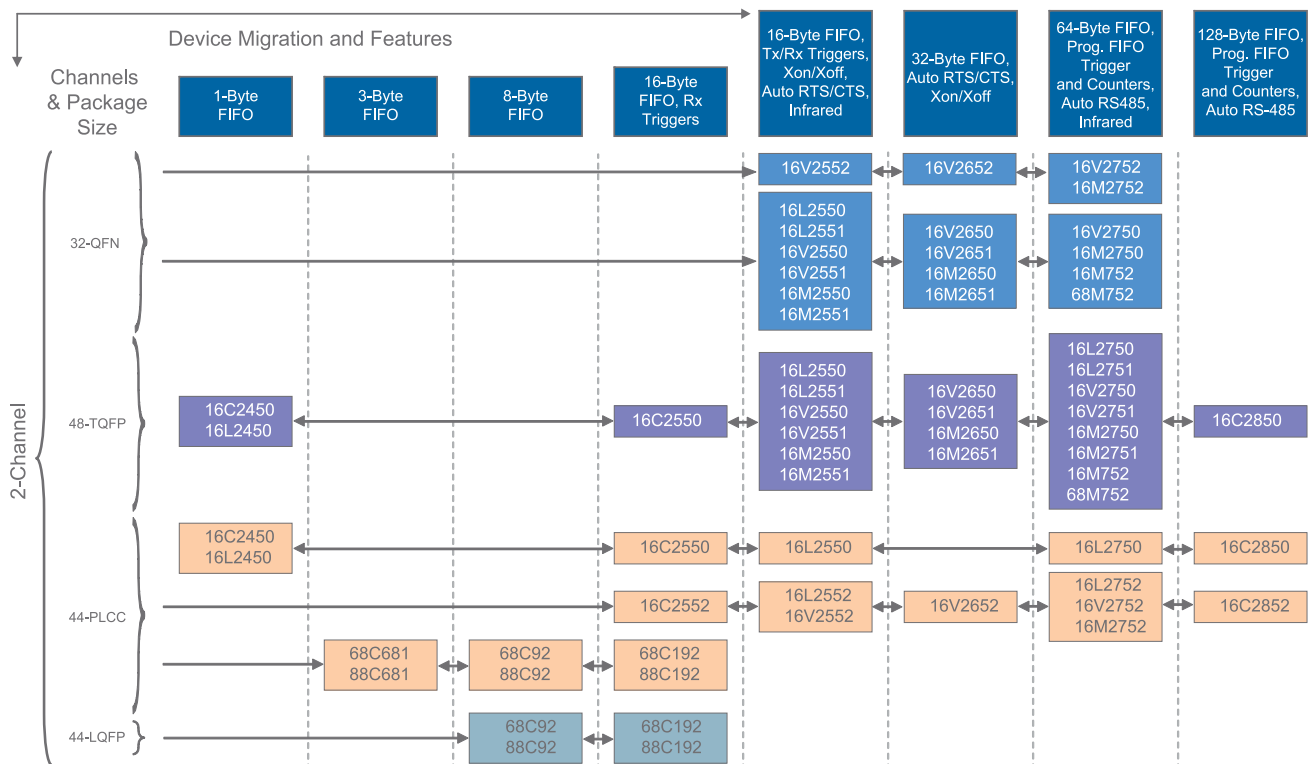 Device Migration and Features
Channels
& Package
Size
1-Byte
FIFO
3-Byte
FIFO
8-Byte
FIFO
16-Byte
FIFO, Rx
Triggers
16-Byte FIFO,
Tx/Rx Triggers,
Xon/Xoff,
Auto RTS/CTS,
Infrared
32-Byte FIFO,
Auto RTS/CTS,
Xon/Xoff
64-Byte FIFO,
Prog. FIFO
Trigger
and Counters,
Auto RS485,
Infrared
128-Byte FIFO,
Prog. FIFO
Trigger
and Counters,
Auto RS-485
2-Channel
32-QFN
16V2552
16V2652
16V2752
16M2752
16L2550
16L2551
16V2550
16V2551
16M2550
16M2551
16V2650
16V2651
16M2650
16M2651
16V2750
16M2750
16M752
68M752
48-TQFP
16C2450
16L2450
16C2550
16L2550
16L2551
16V2550
16V2551
16M2550
16M2551
16V2650
16V2651
16M2650
16M2651
16L2750
16L2751
16V2750
16V2751
16M2750
16M2751
16M752
68M752
16C2850
44-PLCC
16C2450
16L2450
16C2550
16L2550
16L2750
16C2850
16C2552
16L2552
16V2552
16V2652
16L2752
16V2752
16M2752
16C2852
68C681
88C681
68C92
88C92
68C192
88C192
44-LQFP
68C92
88C92
68C192
88C192